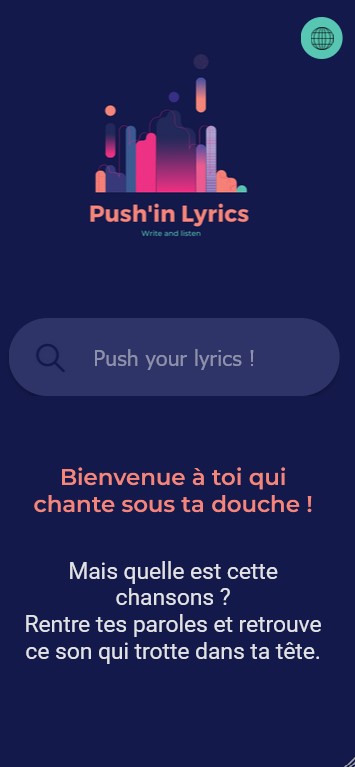 Push'in Lyrics
Write and listen
Push your lyrics !
Bienvenue à toi qui
chante sous ta douche !
Mais quelle est cette
chansons ?
Rentre tes paroles et retrouve
ce son qui trotte dans ta tête.